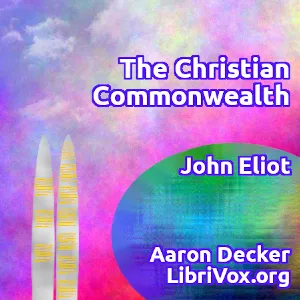 The Christian
Commonwealth
John Eliot
Aaron Decker
LibriVox.org